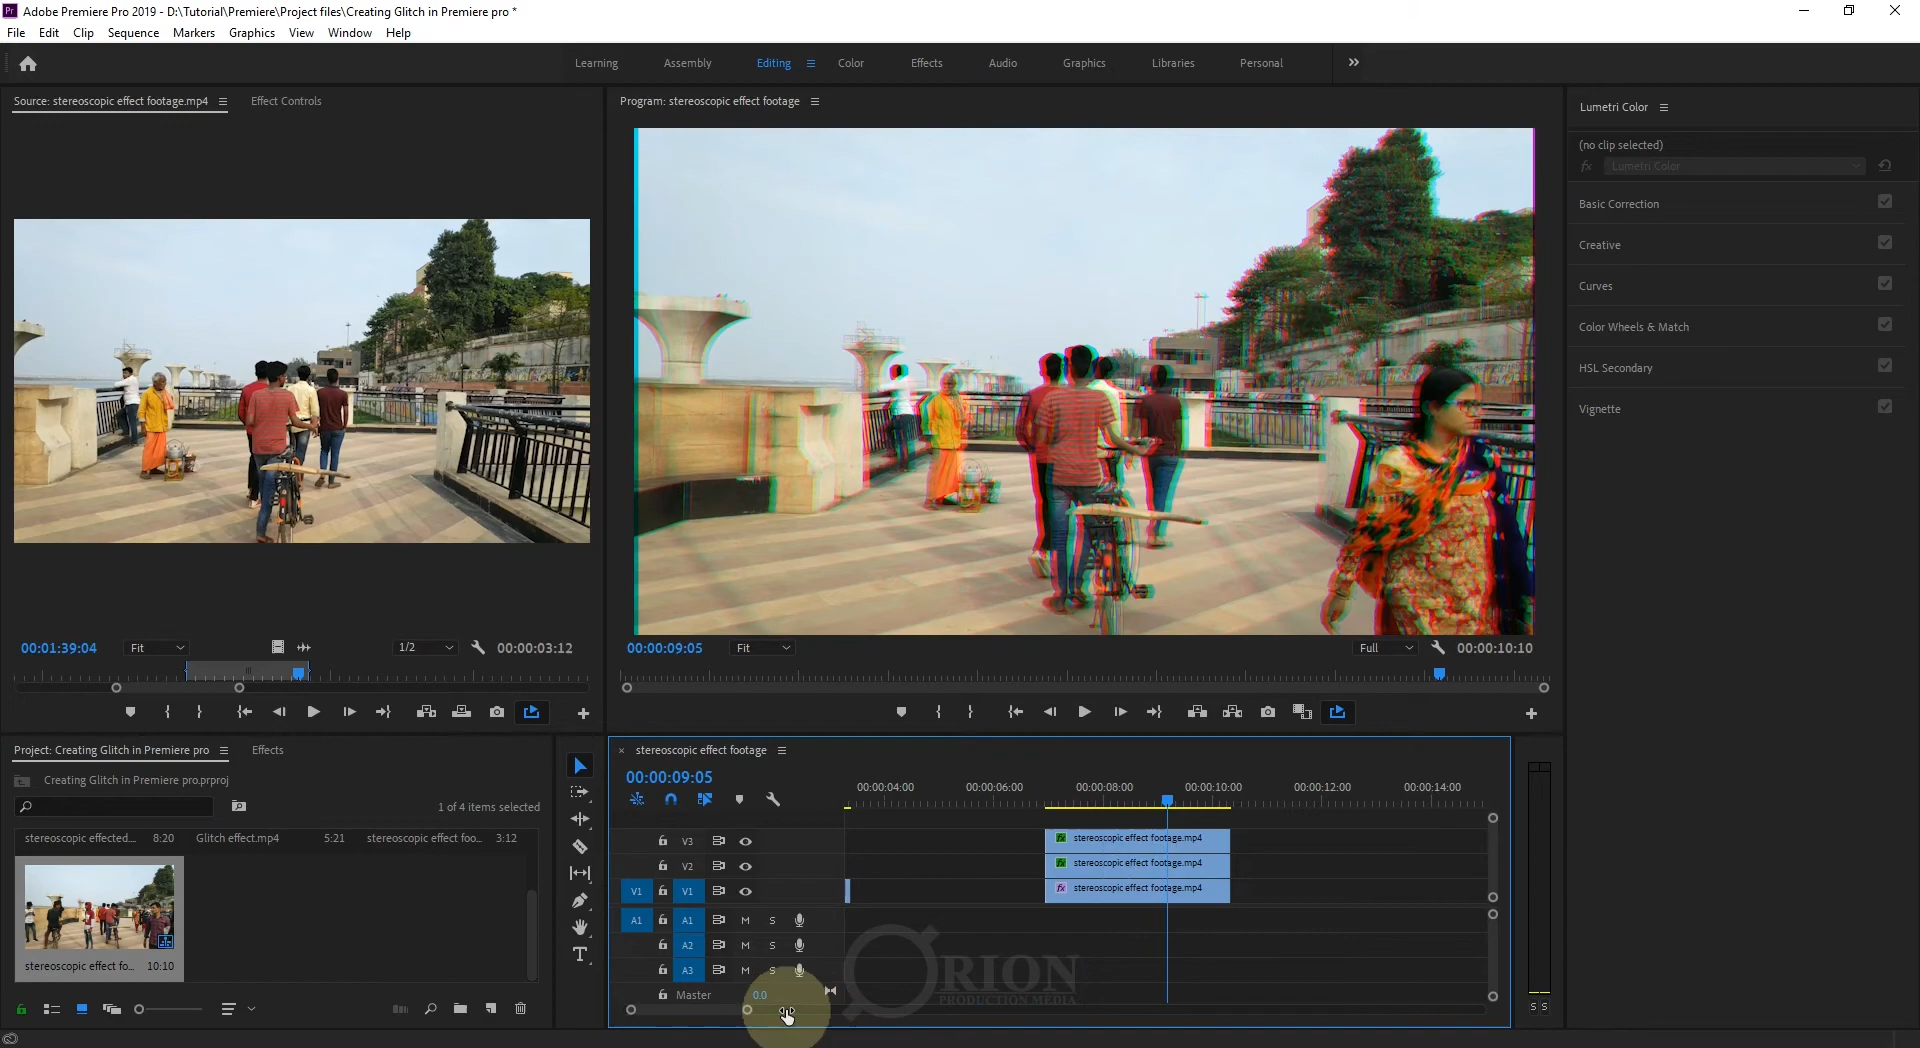 Adobe Premiere Pro 2019 - D:\Tutorial\Premiere\Project files\Creating Glitch in Premiere pro *
File Edit Clip Sequence Markers Graphics View Window Help
Learning Assembly Editing Color Effects Audio Graphics Libraries Personal
Source: stereoscopic effect footage.mp4 Effect Controls
Program: stereoscopic effect footage
Lumetri Color
(no clip selected)
fx Lumetri Color
Basic Correction
Creative
Curves
Color Wheels & Match
HSL Secondary
Vignette
00:01:39:04 Fit 1/2 00:00:03:12
00:00:09:05 Fit Full 00:00:10:10
Project: Creating Glitch in Premiere pro Effects
Creating Glitch in Premiere pro.prproj
1 of 4 items selected
stereoscopic effected... 8:20 Glitch effect.mp4 5:21 stereoscopic effect foo... 3:12
stereoscopic effect fo... 10:10
× stereoscopic effect footage
00:00:09:05
00:00:04:00 00:00:06:00 00:00:08:00 00:00:10:00 00:00:12:00 00:00:14:00
V3 fx stereoscopic effect footage.mp4
V2 fx stereoscopic effect footage.mp4
V1 V1 fx stereoscopic effect footage.mp4
A1 A1 M S
A2 M S
A3 M S
Master 0.0
ORION
PRODUCTION MEDIA
S S